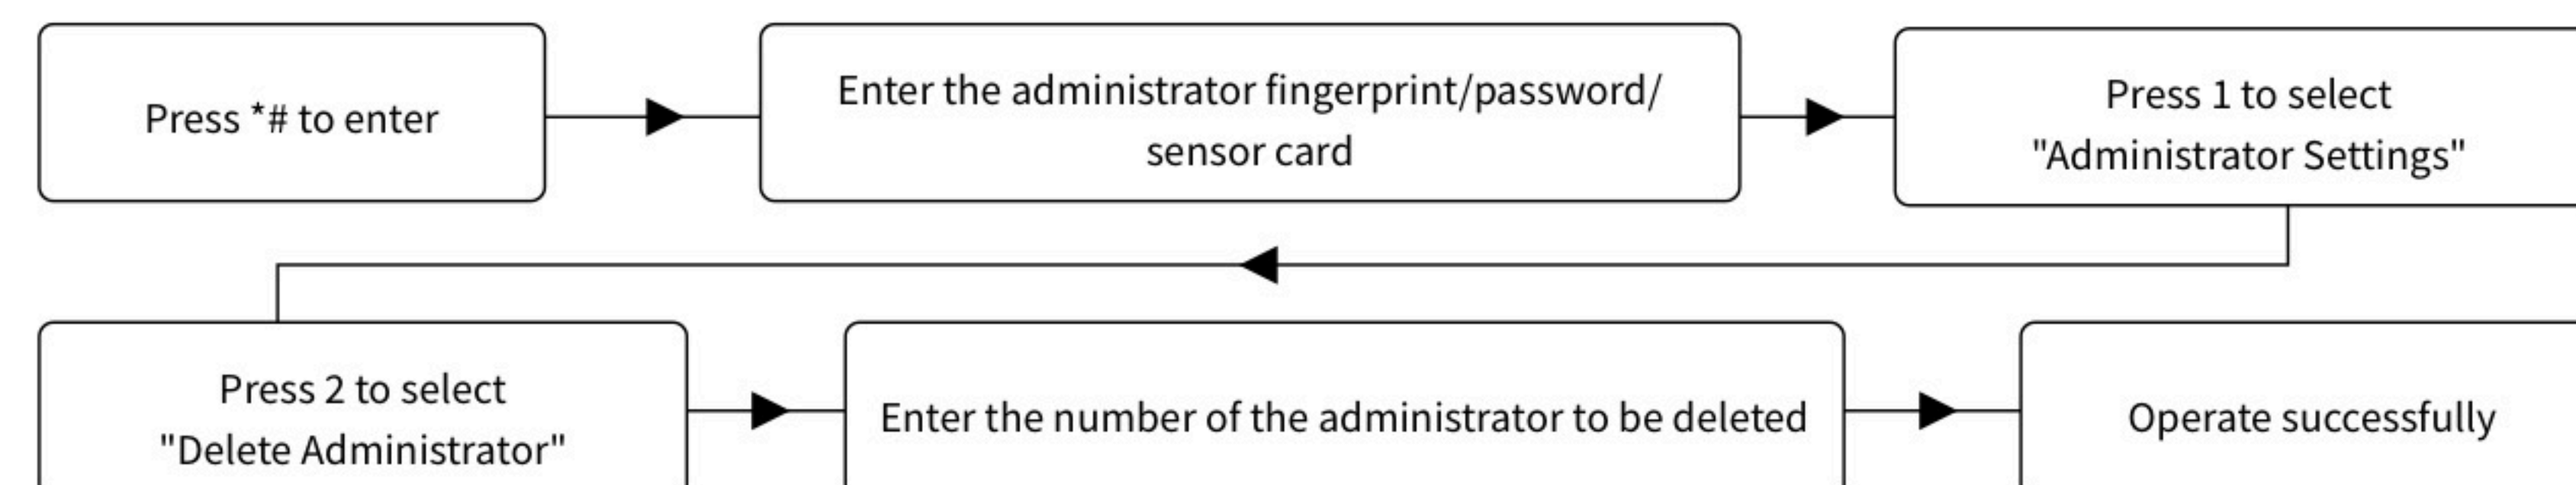 Press *# to enter
Enter the administrator fingerprint/password/
sensor card
Press 1 to select
"Administrator Settings"
Press 2 to select
"Delete Administrator"
Enter the number of the administrator to be deleted
Operate successfully